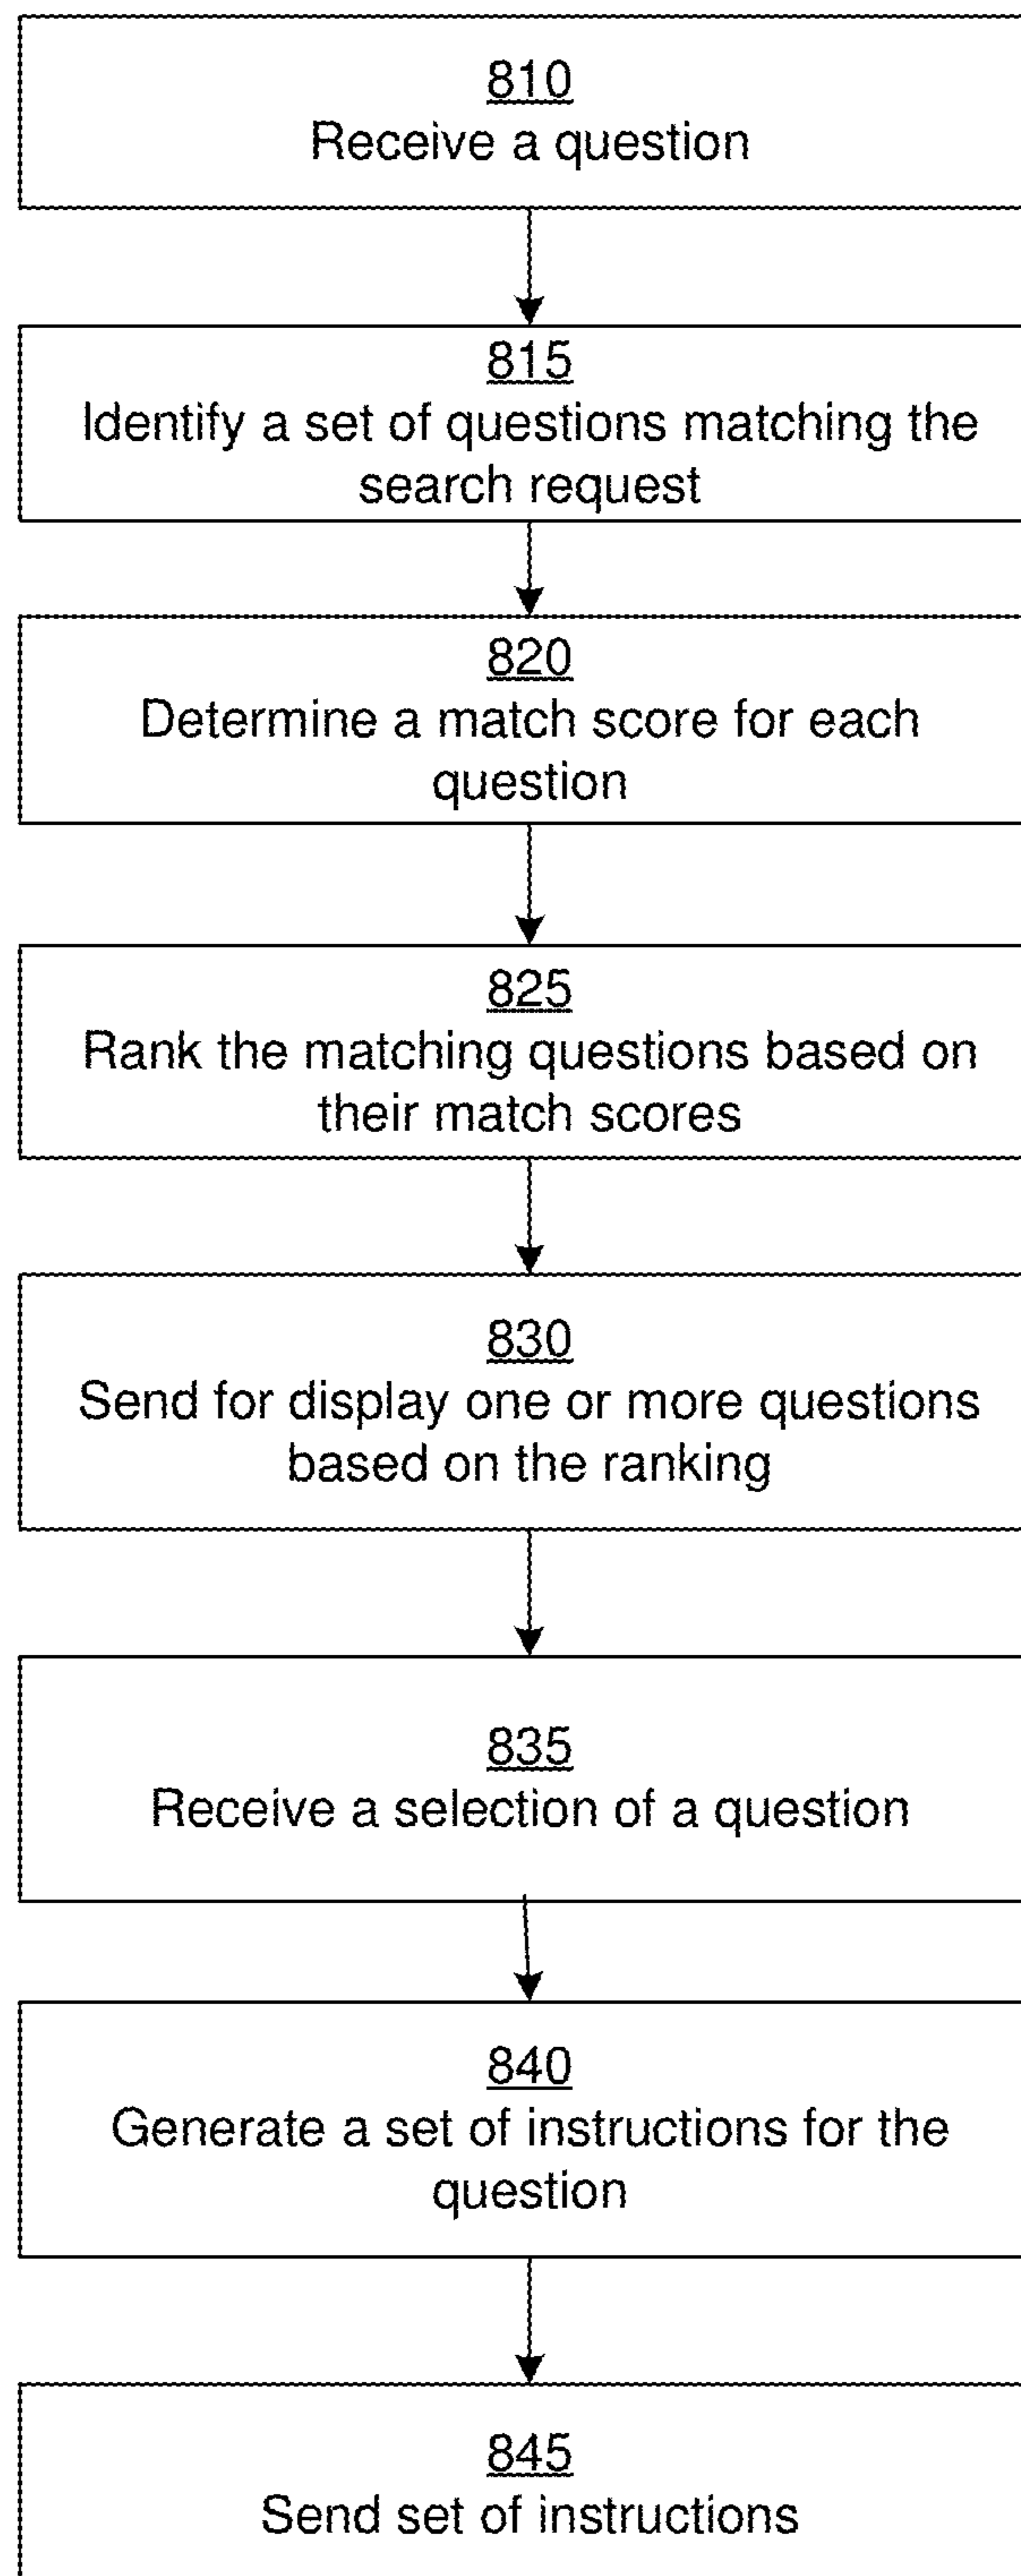 810
Receive a question
815
Identify a set of questions matching the
search request
820
Determine a match score for each
question
825
Rank the matching questions based on
their match scores
830
Send for display one or more questions
based on the ranking
835
Receive a selection of a question
840
Generate a set of instructions for the
question
845
Send set of instructions